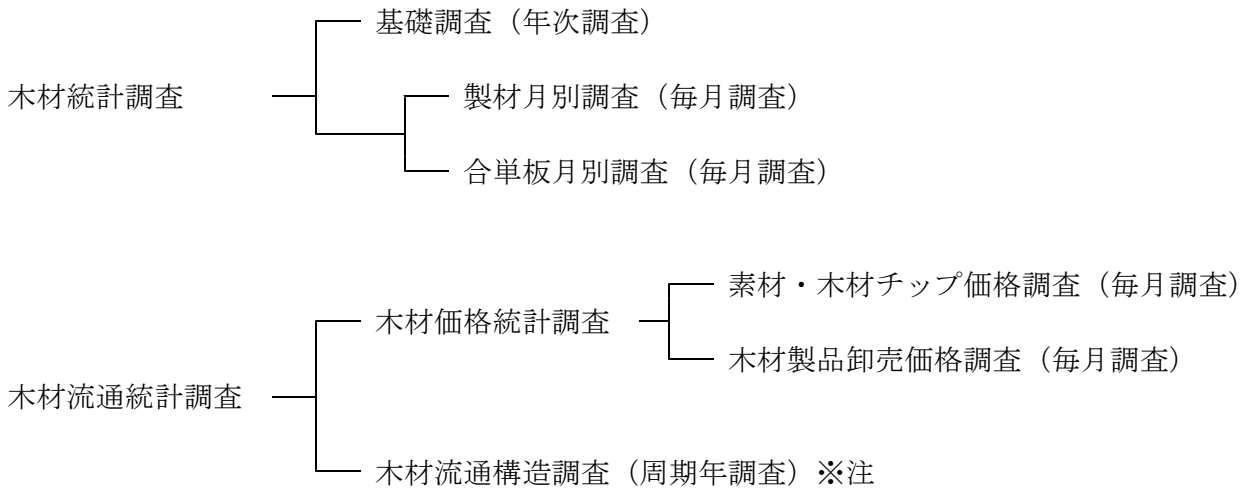 基礎調査（年次調査）
木材統計調査
製材月別調査（毎月調査）
合単板月別調査（毎月調査）
素材・木材チップ価格調査（毎月調査）
木材価格統計調査
木材製品卸売価格調査（毎月調査）
木材流通統計調査
木材流通構造調査（周期年調査）※注